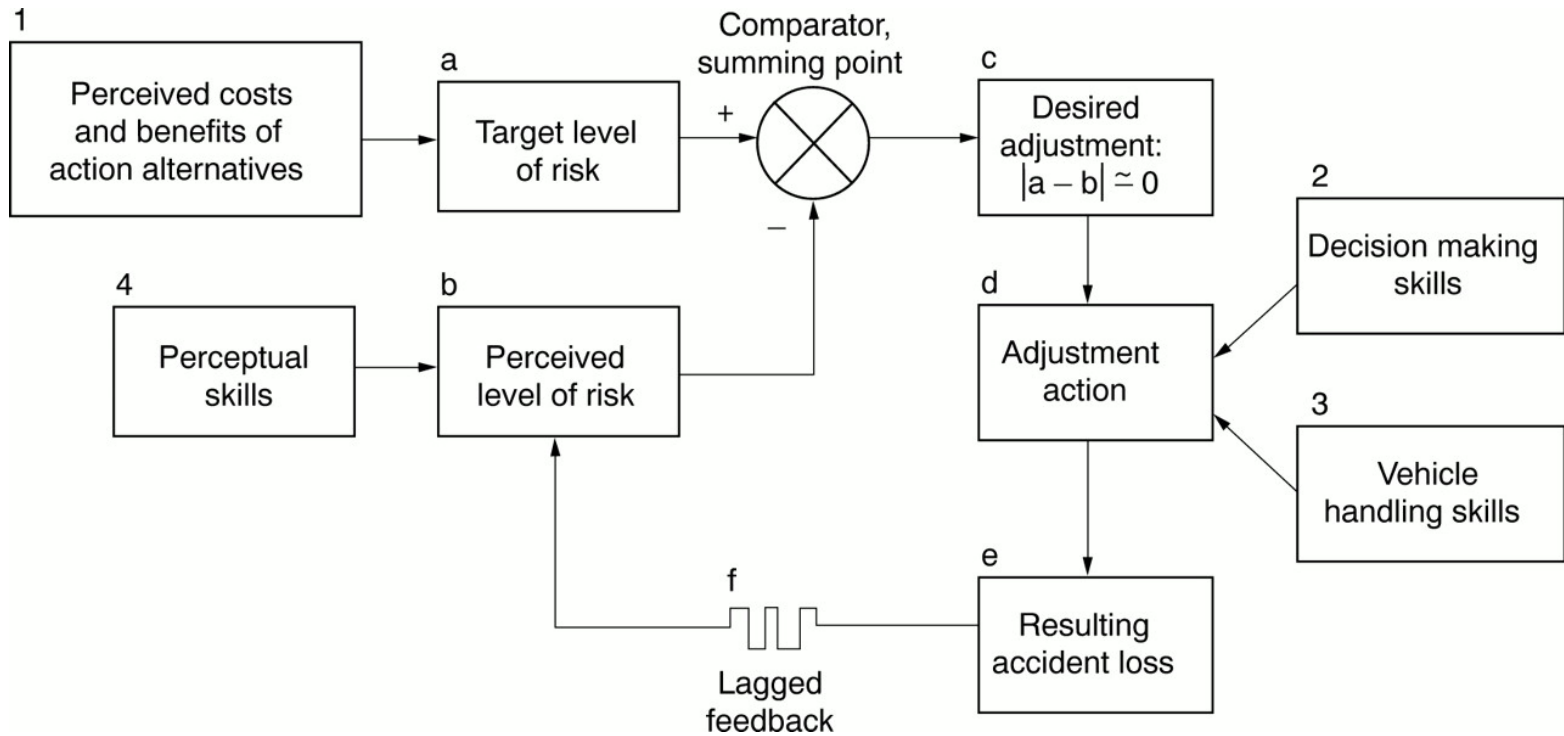 1
Perceived costs
and benefits of
action alternatives
a
Target level
of risk
+
Comparator,
summing point
−
c
Desired
adjustment:
|a − b| ≃ 0
2
Decision making
skills
4
Perceptual
skills
b
Perceived
level of risk
d
Adjustment
action
3
Vehicle
handling skills
e
Resulting
accident loss
f
Lagged
feedback